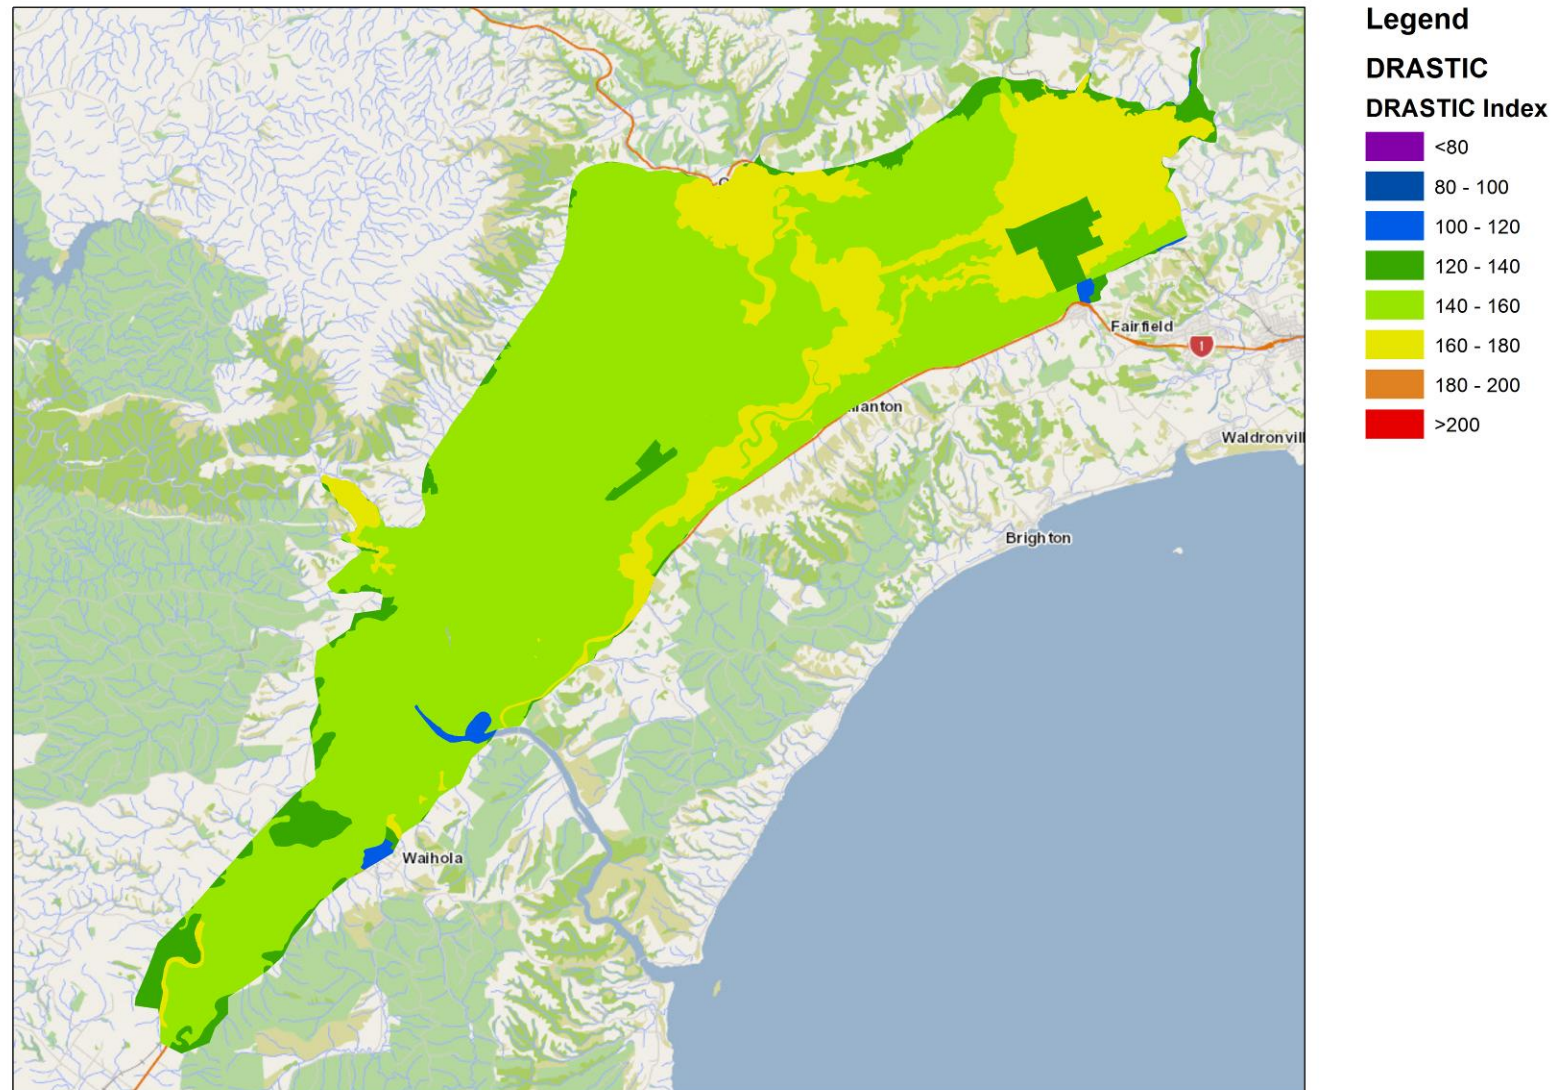 Legend
DRASTIC
DRASTIC Index
<80
80 - 100
100 - 120
120 - 140
140 - 160
160 - 180
180 - 200
>200
Fairfield
1
Waldronvill
Brighton
Waihola